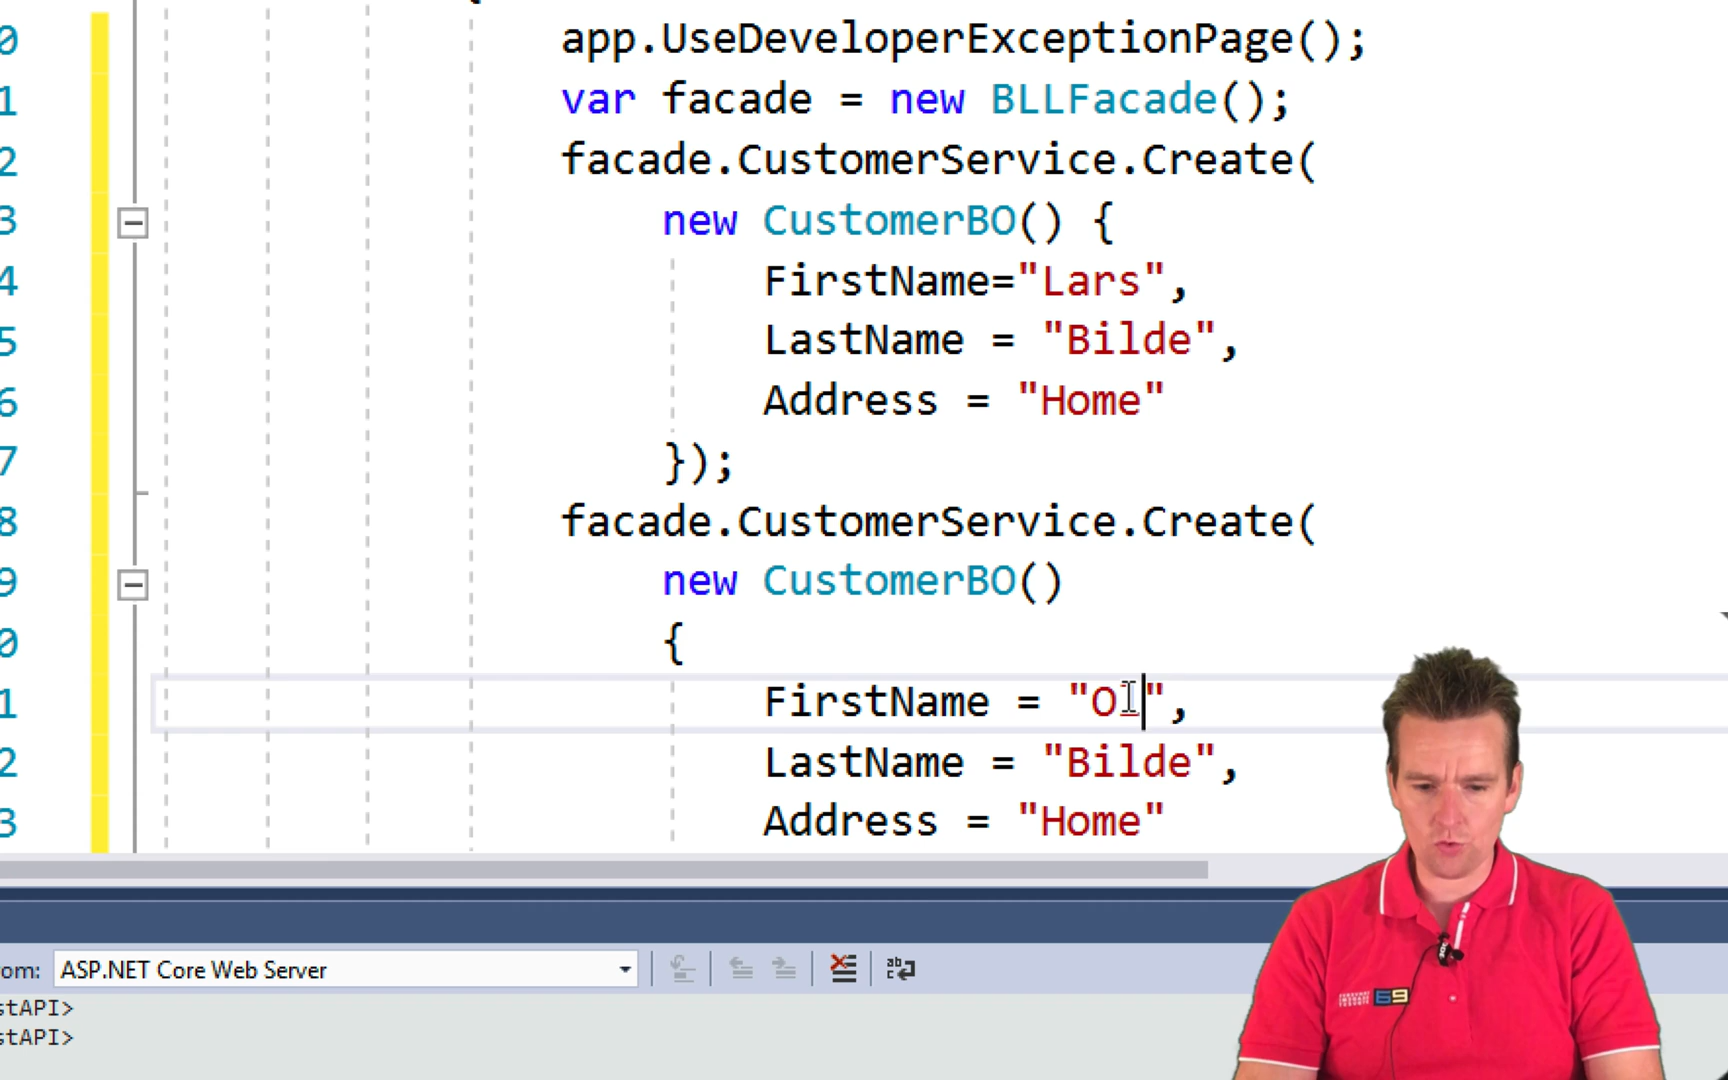 0 app.UseDeveloperExceptionPage();
1 var facade = new BLLFacade();
2 facade.CustomerService.Create(
3 new CustomerBO() {
4 FirstName="Lars",
5 LastName = "Bilde",
6 Address = "Home"
7 });
8 facade.CustomerService.Create(
9 new CustomerBO()
0 {
1 FirstName = "Ol",
2 LastName = "Bilde",
3 Address = "Home"
om: ASP.NET Core Web Server
stAPI>
stAPI>
69